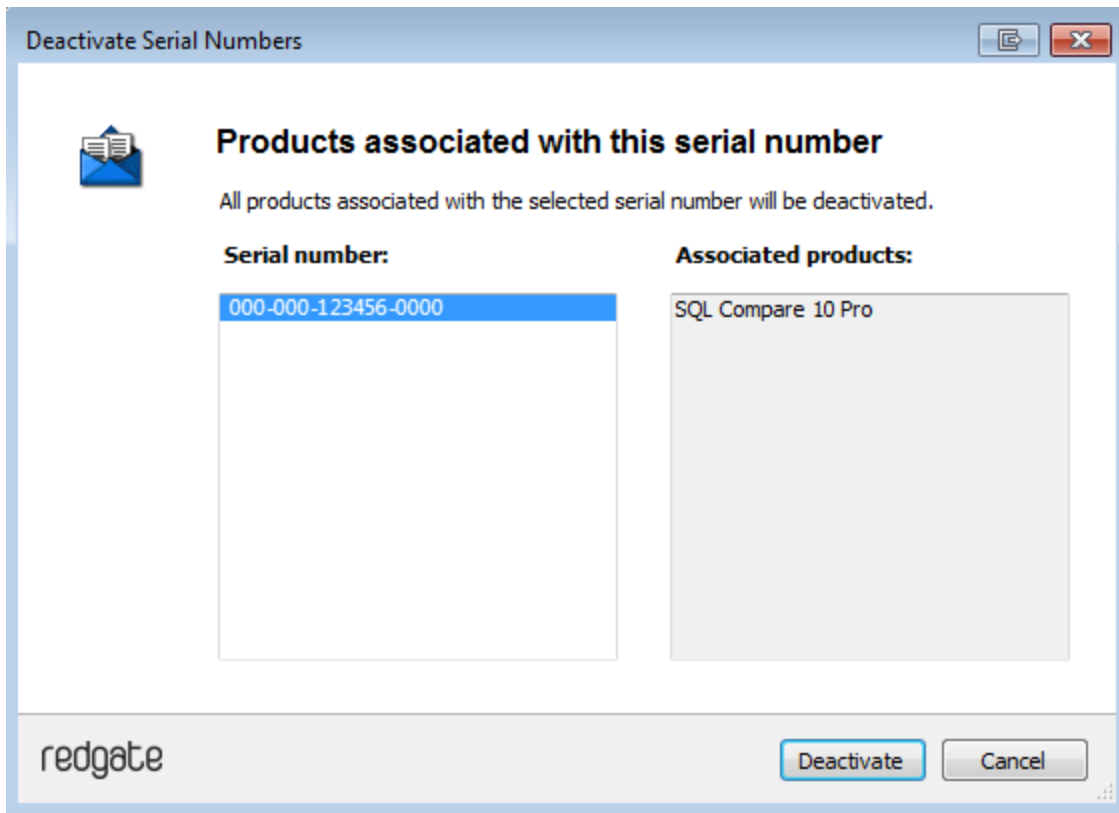 Deactivate Serial Numbers
Products associated with this serial number
All products associated with the selected serial number will be deactivated.
Serial number:
Associated products:
000-000-123456-0000
SQL Compare 10 Pro
redgate
Deactivate
Cancel